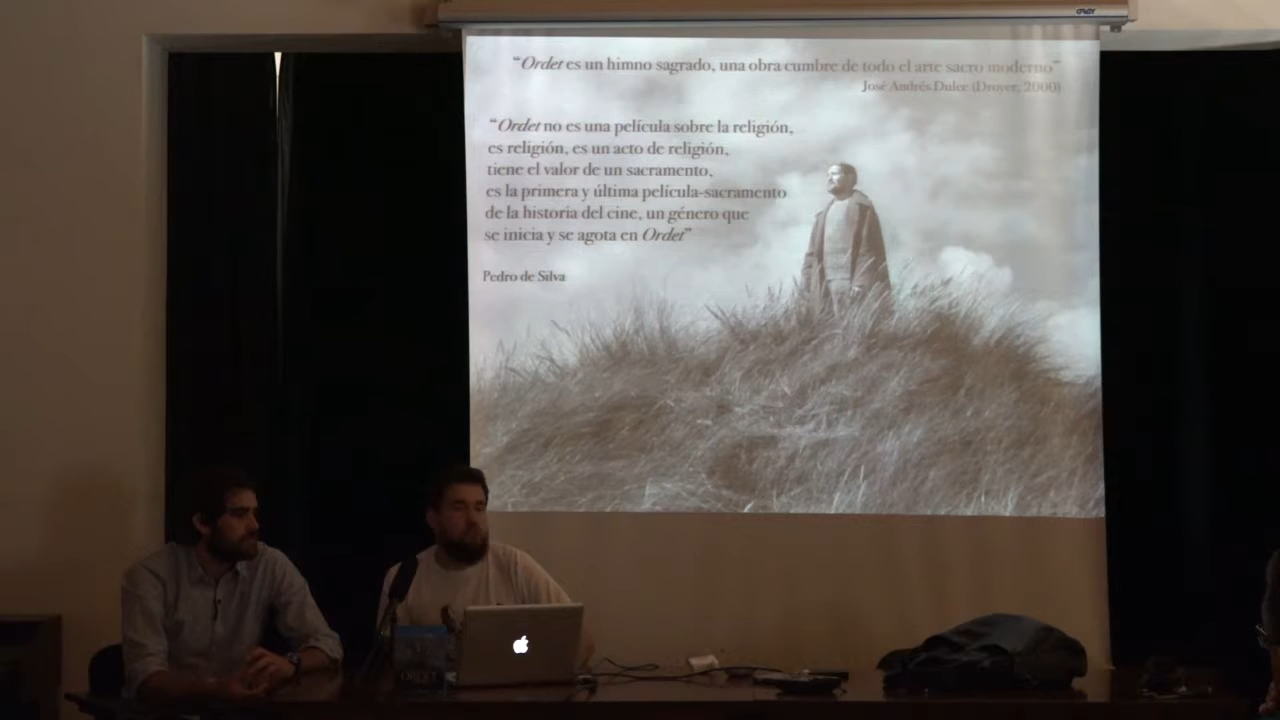 “Ordet es un himno sagrado, una obra cumbre de todo el arte sacro moderno”
José Andrés Dulce (Dreyer, 2000)
“Ordet no es una película sobre la religión,
es religión, es un acto de religión,
tiene el valor de un sacramento,
es la primera y última película-sacramento
de la historia del cine, un género que
se inicia y se agota en Ordet”
Pedro de Silva
ORDET